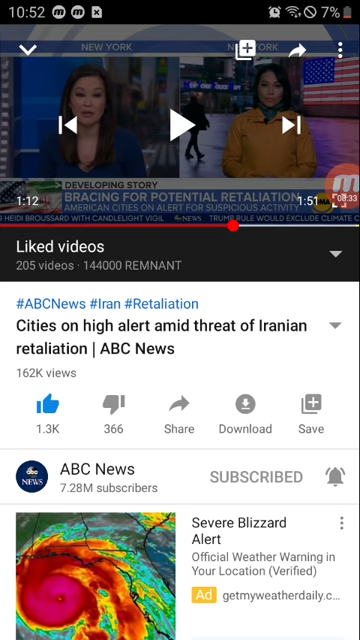 10:52
7%
NEW YORK
NEW YORK
DEVELOPING STORY
BRACING FOR POTENTIAL RETALIATION
AMERICAN CITIES ON ALERT FOR SUSPICIOUS ACTIVITY
1:12
1:51
08:33
HEIDI BROUSSARD WITH CANDLELIGHT VIGIL abc NEWS TRUMP RULE WOULD EXCLUDE CLIMATE C
Liked videos
205 videos · 144000 REMNANT
#ABCNews #Iran #Retaliation
Cities on high alert amid threat of Iranian
retaliation | ABC News
162K views
1.3K
366
Share
Download
Save
abc
NEWS
ABC News
7.28M subscribers
SUBSCRIBED
Severe Blizzard
Alert
Official Weather Warning in
Your Location (Verified)
Ad getmyweatherdaily.c...